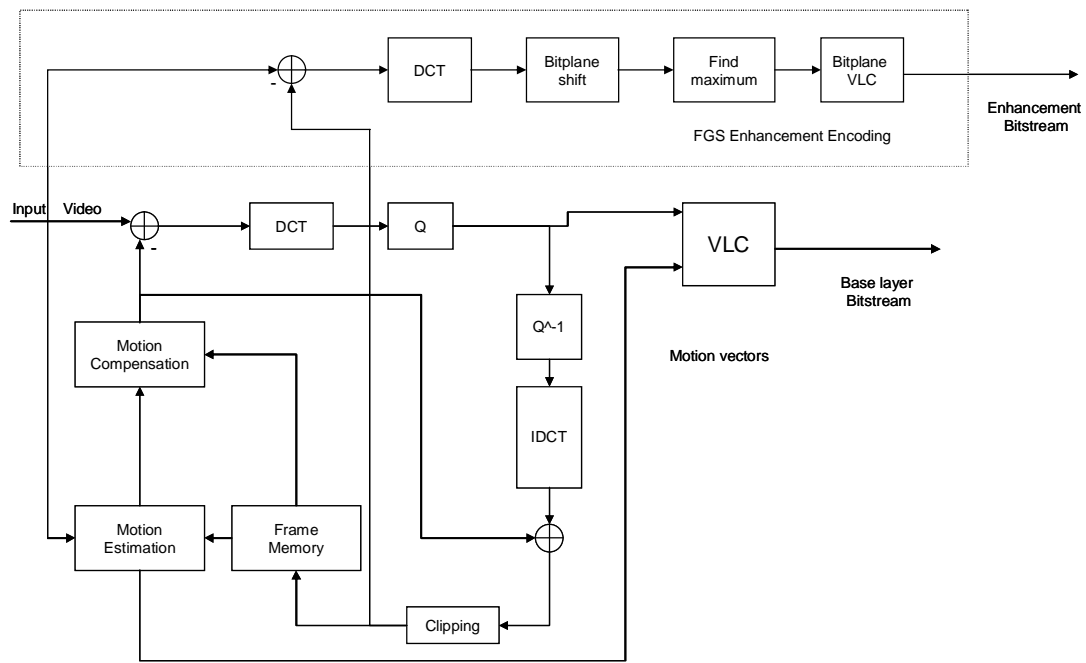 DCT
Bitplane
shift
Find
maximum
Bitplane
VLC
-
Enhancement
Bitstream
FGS Enhancement Encoding
Input Video
DCT
Q
VLC
-
Base layer
Bitstream
Q^-1
Motion
Compensation
Motion vectors
IDCT
Motion
Estimation
Frame
Memory
Clipping